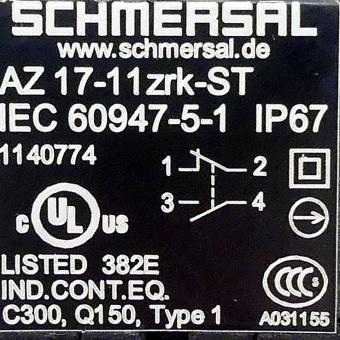 SCHMERSAL
www.schmersal.de
AZ 17-11zrk-ST
IEC 60947-5-1 IP67
1140774
1 2
3 4
C UL US
LISTED 382E
IND.CONT.EQ.
C300, Q150, Type 1
CCC S
A031155